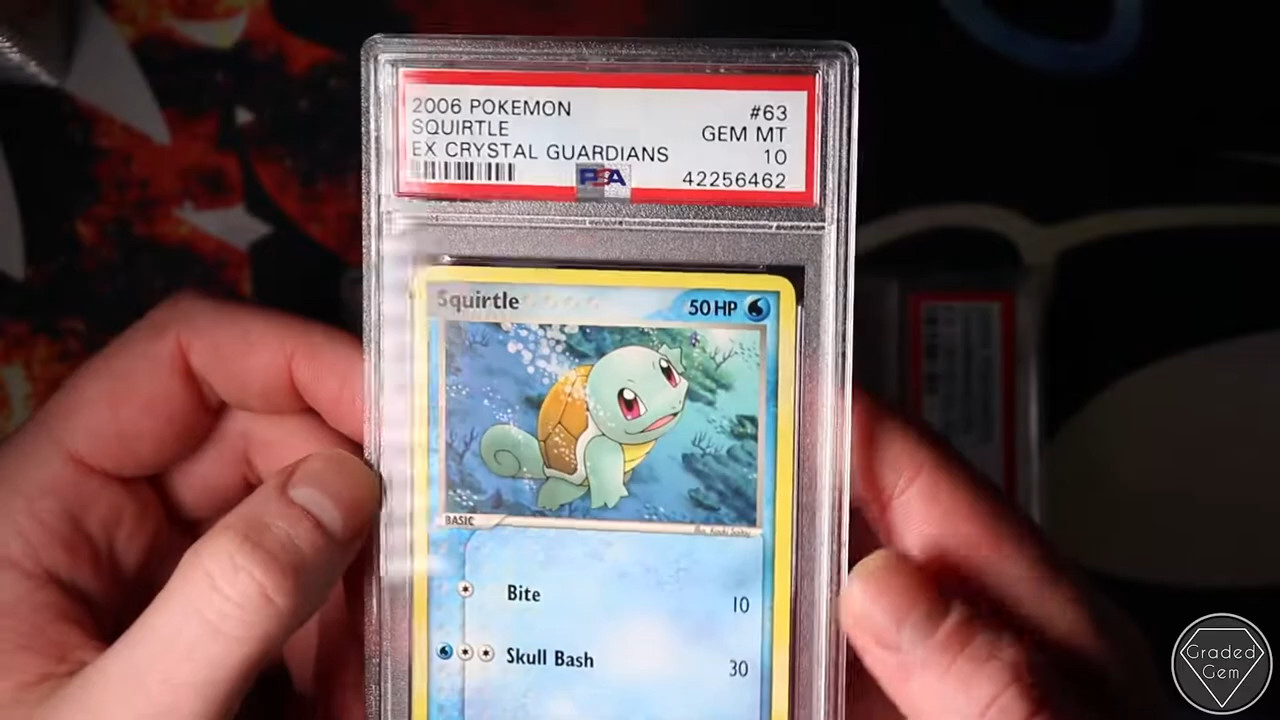 2006 POKEMON #63
SQUIRTLE GEM MT
EX CRYSTAL GUARDIANS 10
PSA 42256462
Squirtle 50 HP
BASIC
Bite 10
Skull Bash 30
Graded
Gem